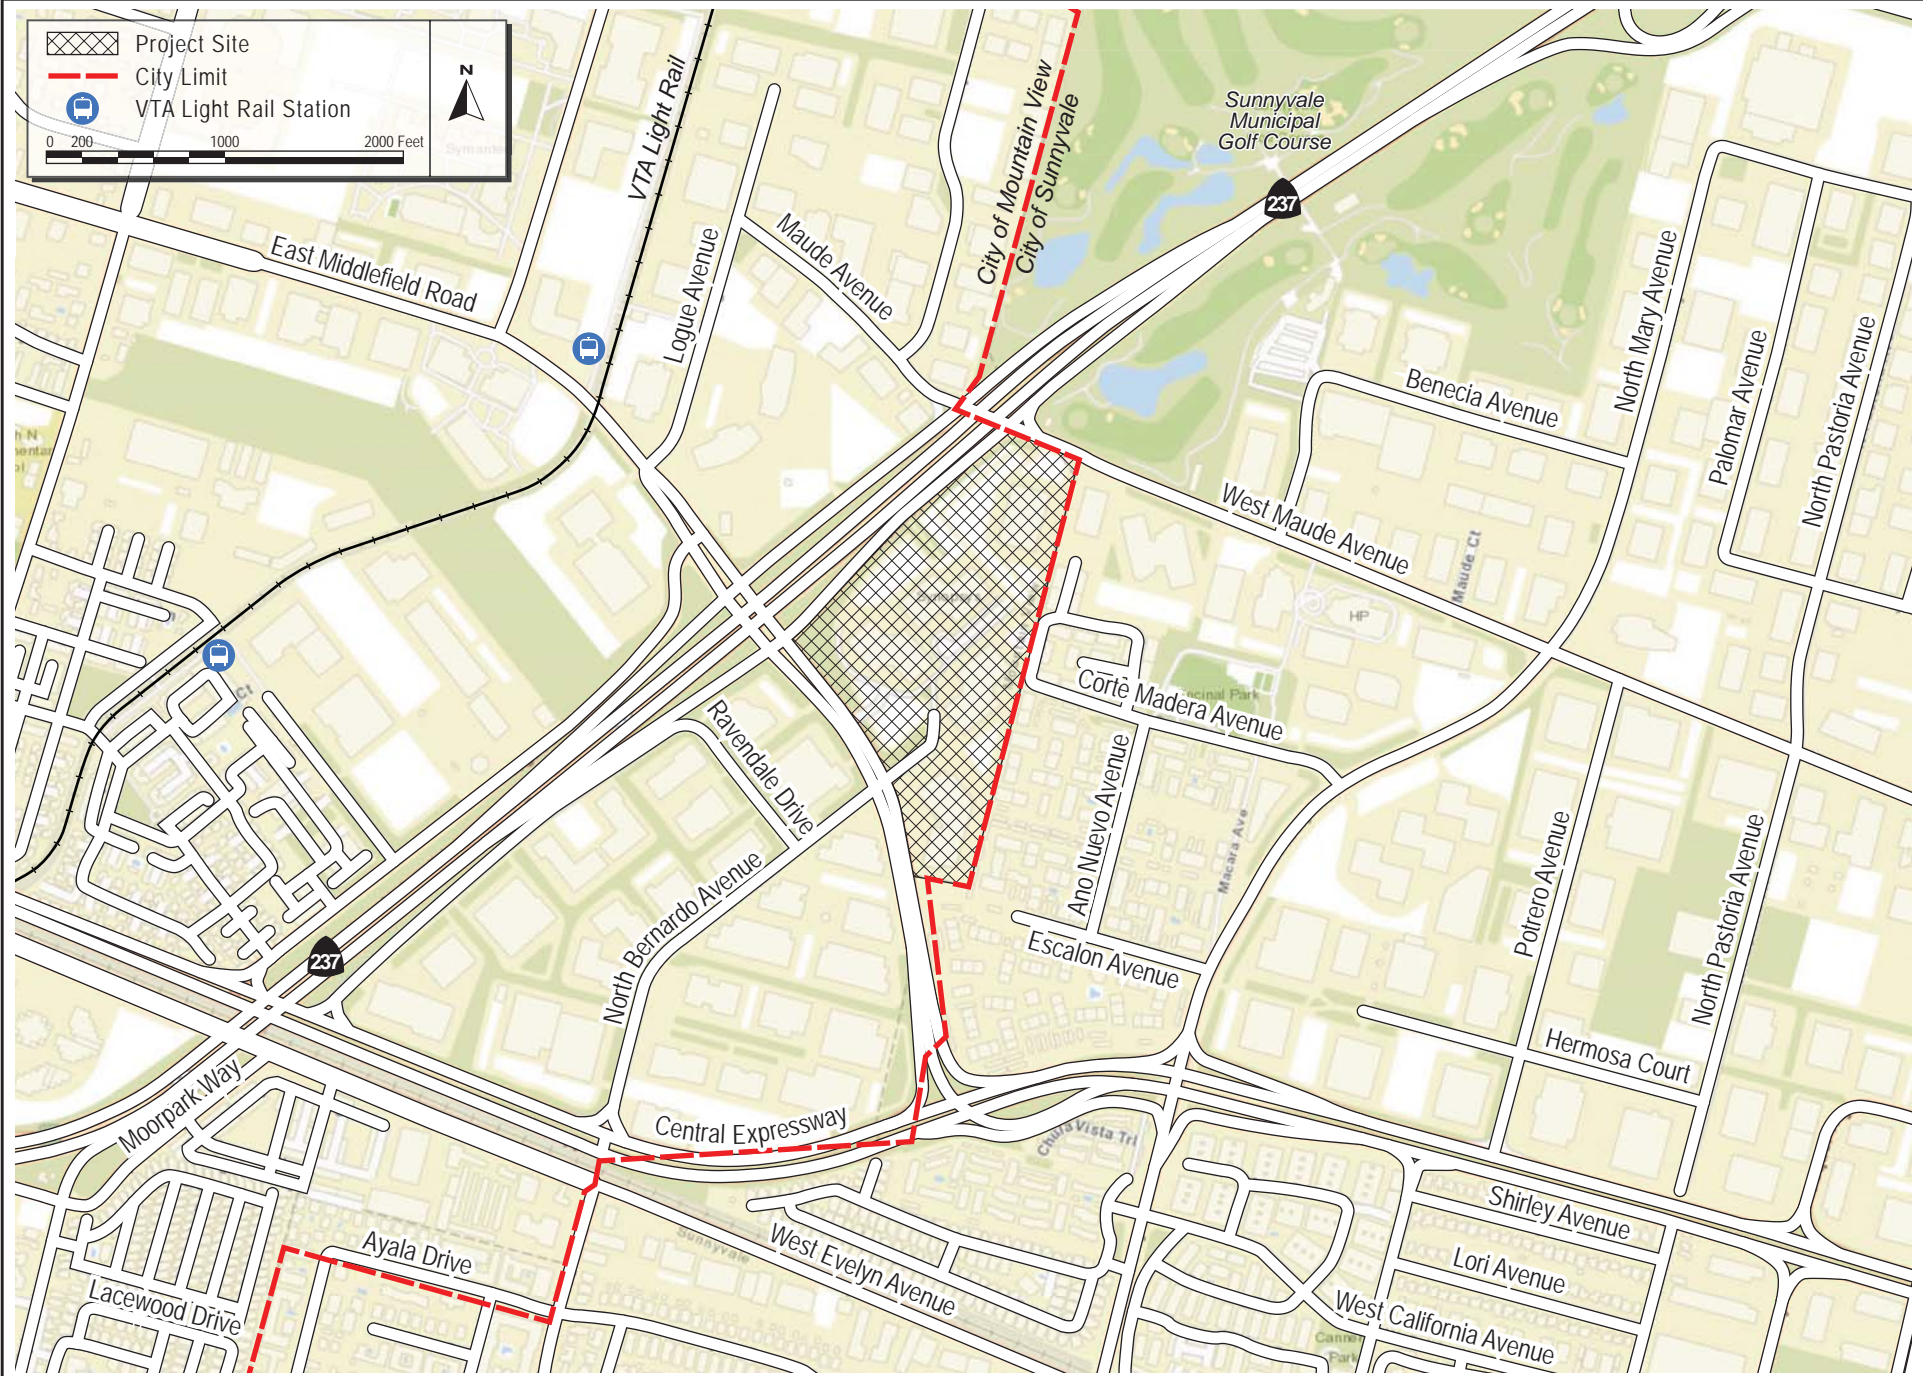 Project Site
City Limit
VTA Light Rail Station
N
0 200 1000 2000 Feet
VTA Light Rail
City of Mountain View
City of Sunnyvale
Sunnyvale
Municipal
Golf Course
237
East Middlefield Road
Logue Avenue
Maude Avenue
North Mary Avenue
Palomar Avenue
North Pastoria Avenue
Benecia Avenue
West Maude Avenue
Maude Ct
HP
Corte Madera Avenue
Ct
Ravendale Drive
Ano Nuevo Avenue
Macara Ave
Potrero Avenue
North Pastoria Avenue
North Bernardo Avenue
Escalon Avenue
237
Hermosa Court
Moorpark Way
Central Expressway
Chula Vista Trl
Shirley Avenue
Sunnyvale
Ayala Drive
West Evelyn Avenue
Lori Avenue
Lacewood Drive
West California Avenue
Park